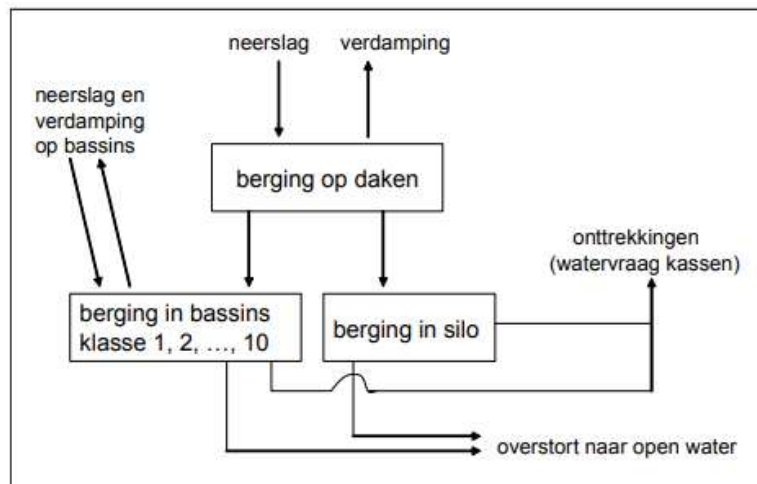 neerslag verdamping
neerslag en
verdamping
op bassins
berging op daken
onttrekkingen
(watervraag kassen)
berging in bassins
klasse 1, 2, …, 10
berging in silo
overstort naar open water